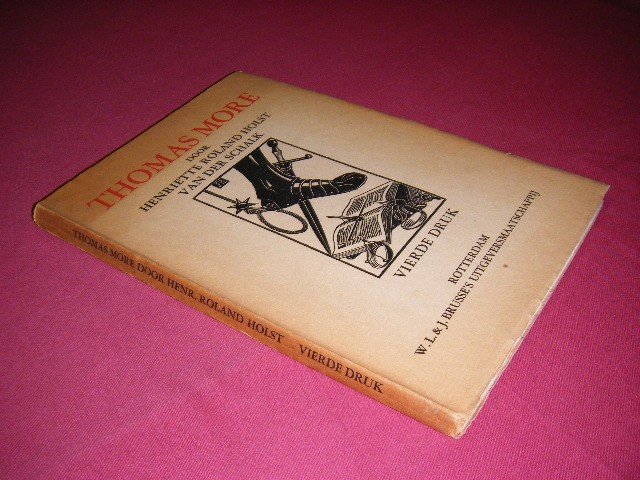 THOMAS MORE
DOOR
HENRIETTE ROLAND HOLST
VAN DER SCHALK
VIERDE DRUK
ROTTERDAM
W. L. & J. BRUSSE'S UITGEVERSMAATSCHAPPIJ
THOMAS MORE DOOR HENR. ROLAND HOLST VIERDE DRUK